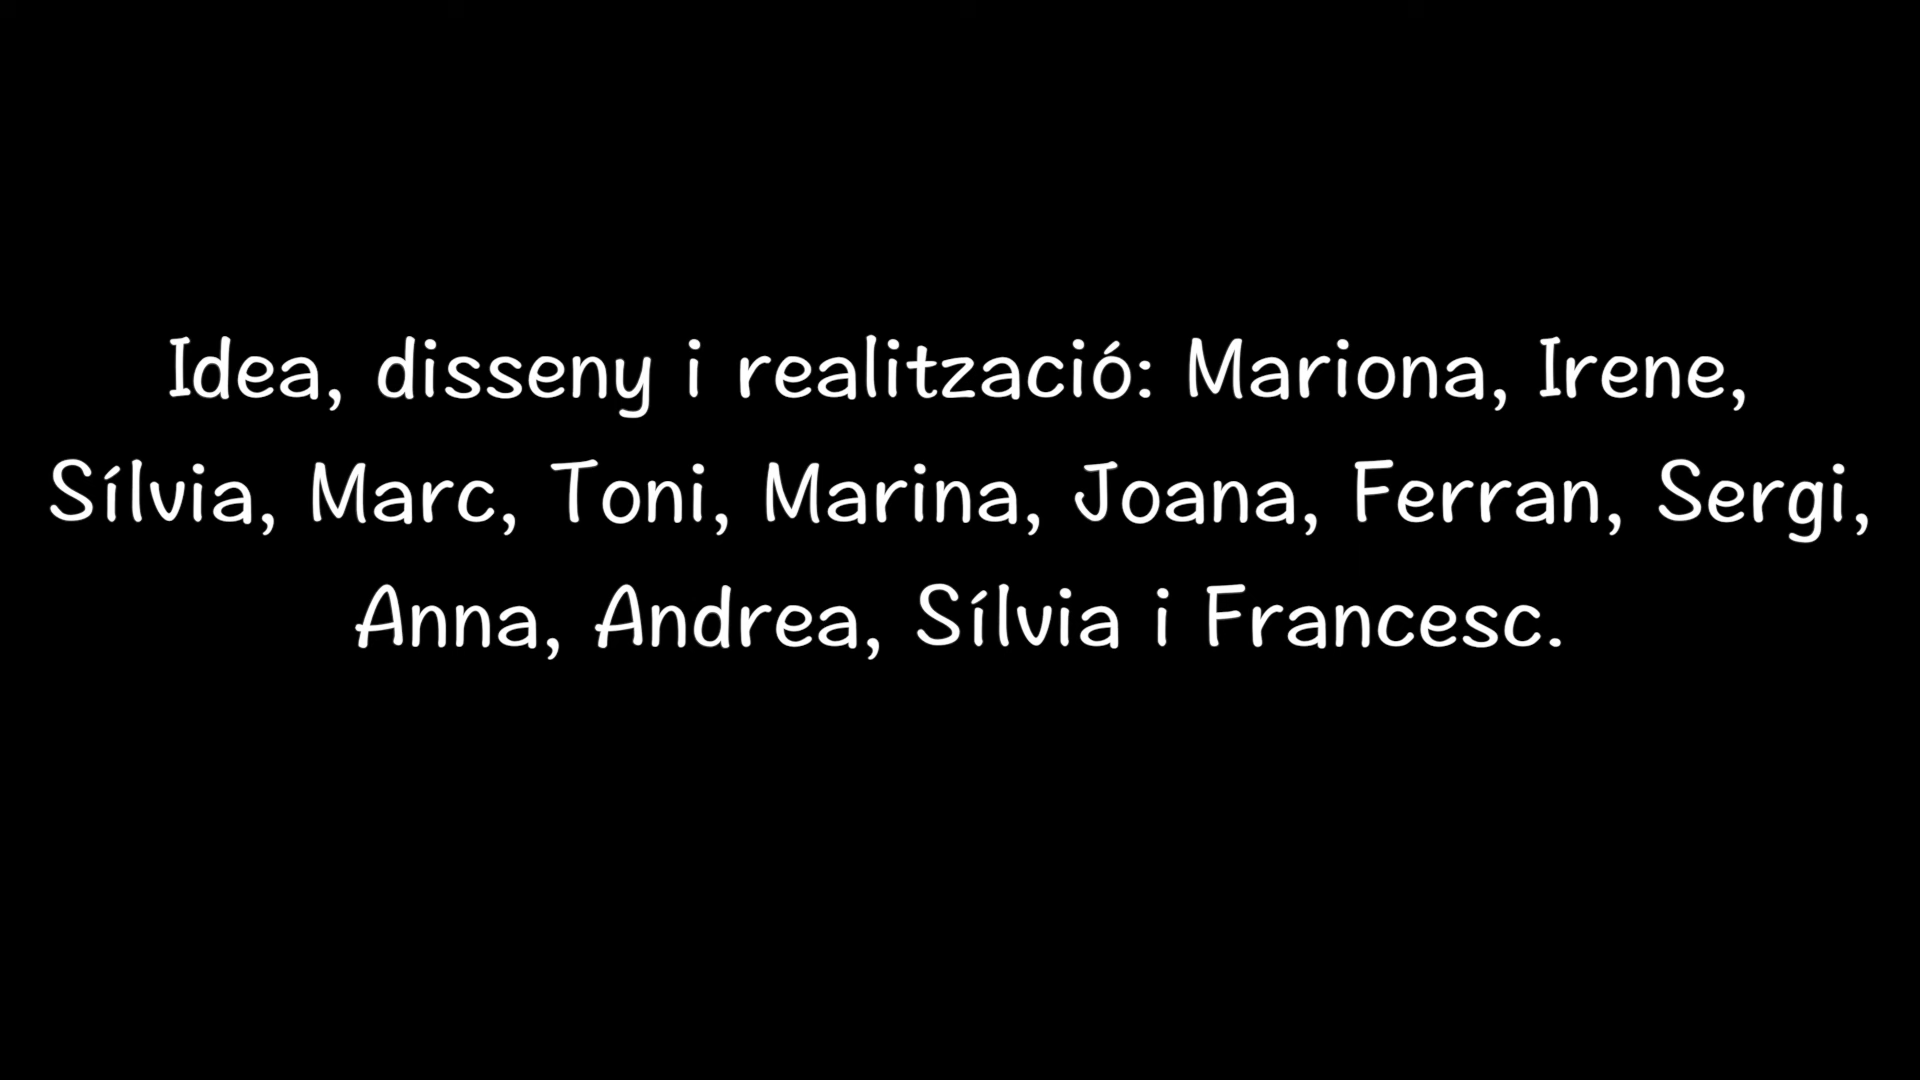 Idea, disseny i realització: Mariona, Irene,
Sílvia, Marc, Toni, Marina, Joana, Ferran, Sergi,
Anna, Andrea, Sílvia i Francesc.